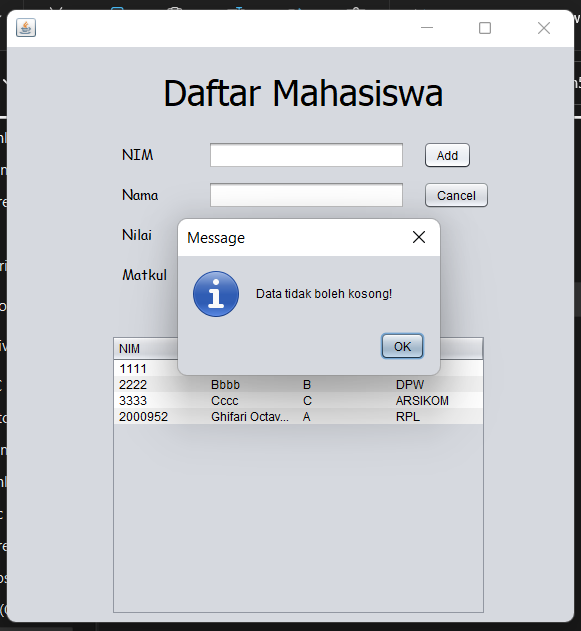 Daftar Mahasiswa
NIM
Add
Nama
Cancel
Nilai
Matkul
Message
Data tidak boleh kosong!
OK
NIM
1111
2222 Bbbb B DPW
3333 Cccc C ARSIKOM
2000952 Ghifari Octav... A RPL